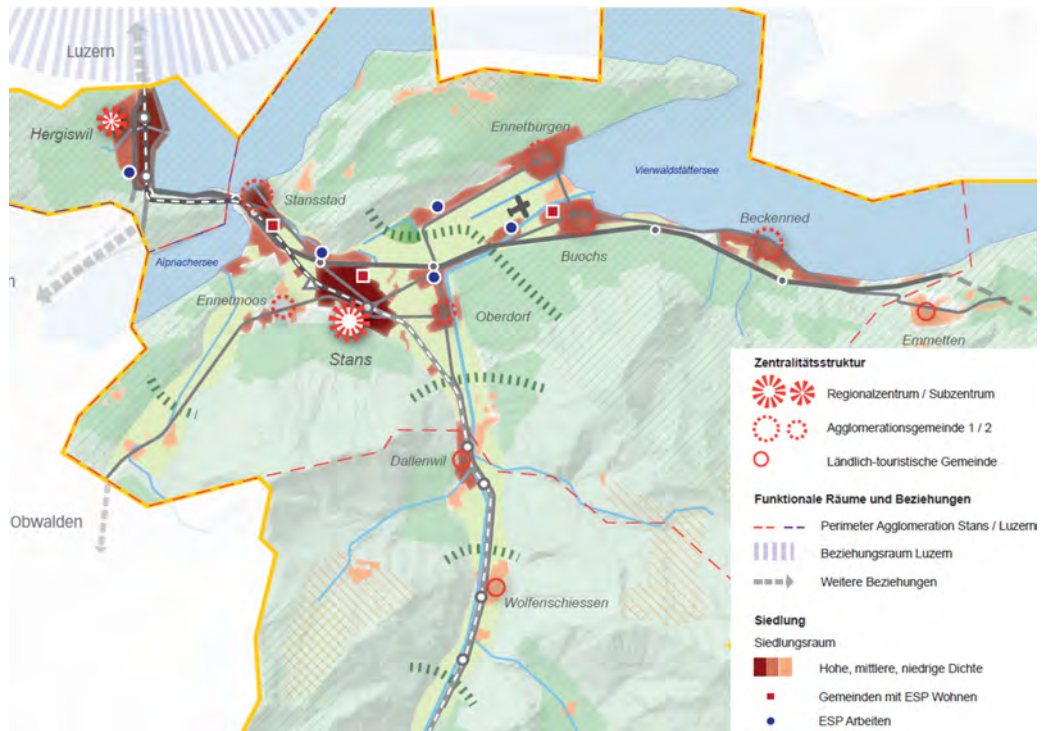 Luzern
Hergiswil
Ennetbürgen
Stansstad
Vierwaldstättersee
Beckenried
Alpnachersee
Buochs
Ennetmoos
Oberdorf
Emmetten
Stans
Dallenwil
Obwalden
Wolfenschiessen
Zentralitätsstruktur
Regionalzentrum / Subzentrum
Agglomerationsgemeinde 1 / 2
Ländlich-touristische Gemeinde
Funktionale Räume und Beziehungen
Perimeter Agglomeration Stans / Luzern
Beziehungsraum Luzern
Weitere Beziehungen
Siedlung
Siedlungsraum
Hohe, mittlere, niedrige Dichte
Gemeinden mit ESP Wohnen
ESP Arbeiten